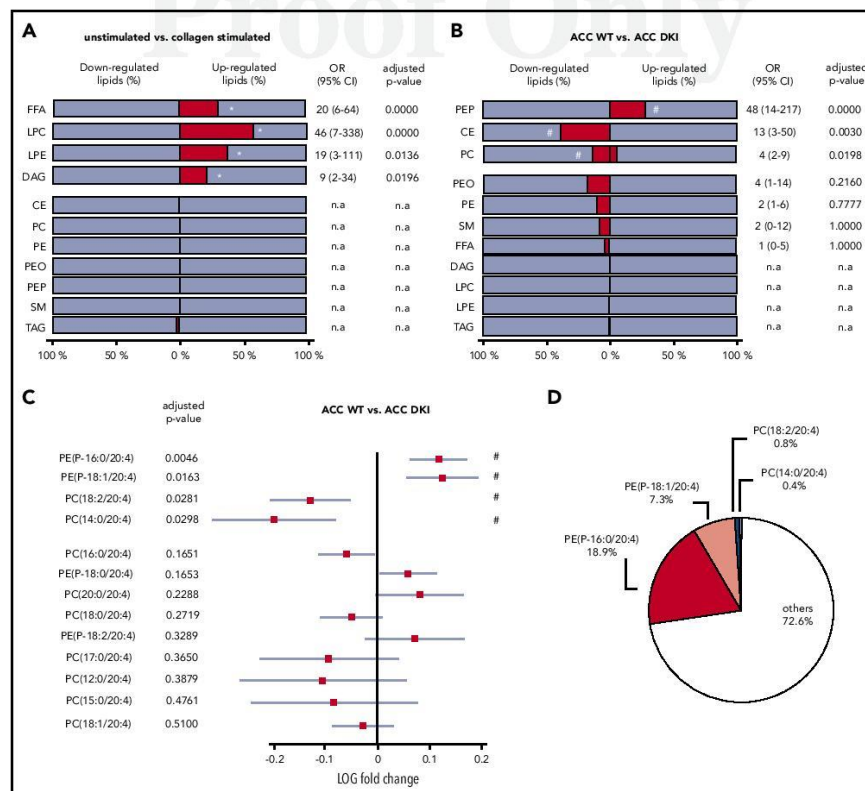 Proof Only
A
unstimulated vs. collagen stimulated
Down-regulated lipids (%)
Up-regulated lipids (%)
OR (95% CI)
adjusted p-value
FFA * 20 (6-64) 0.0000
LPC * 46 (7-338) 0.0000
LPE * 19 (3-111) 0.0136
DAG * 9 (2-34) 0.0196
CE n.a n.a
PC n.a n.a
PE n.a n.a
PEO n.a n.a
PEP n.a n.a
SM n.a n.a
TAG n.a n.a
100 % 50 % 0 % 50 % 100 %
B
ACC WT vs. ACC DKI
Down-regulated lipids (%)
Up-regulated lipids (%)
OR (95% CI)
adjusted p-value
PEP # 48 (14-217) 0.0000
CE # 13 (3-50) 0.0030
PC # 4 (2-9) 0.0198
PEO 4 (1-14) 0.2160
PE 2 (1-6) 0.7777
SM 2 (0-12) 1.0000
FFA 1 (0-5) 1.0000
DAG n.a n.a
LPC n.a n.a
LPE n.a n.a
TAG n.a n.a
100 % 50 % 0 % 50 % 100 %
C
adjusted p-value
ACC WT vs. ACC DKI
PE(P-16:0/20:4) 0.0046 #
PE(P-18:1/20:4) 0.0163 #
PC(18:2/20:4) 0.0281 #
PC(14:0/20:4) 0.0298 #
PC(16:0/20:4) 0.1651
PE(P-18:0/20:4) 0.1653
PC(20:0/20:4) 0.2288
PC(18:0/20:4) 0.2719
PE(P-18:2/20:4) 0.3289
PC(17:0/20:4) 0.3650
PC(12:0/20:4) 0.3879
PC(15:0/20:4) 0.4761
PC(18:1/20:4) 0.5100
-0.2 -0.1 0 0.1 0.2
LOG fold change
D
PC(18:2/20:4)
0.8%
PC(14:0/20:4)
0.4%
PE(P-18:1/20:4)
7.3%
PE(P-16:0/20:4)
18.9%
others
72.6%